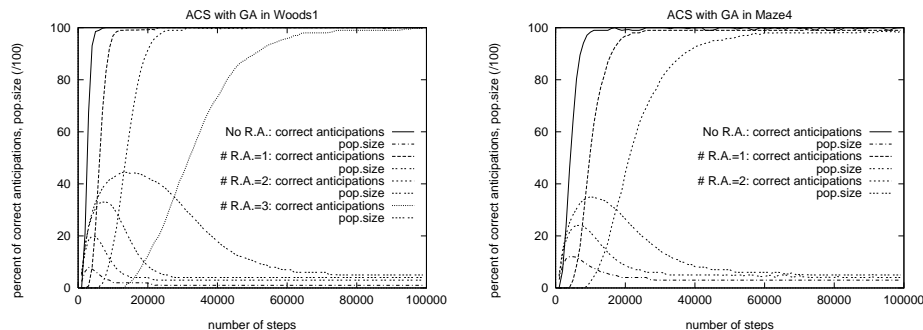 ACS with GA in Woods1
percent of correct anticipations, pop.size (/100)
100
80
60
40
20
0
No R.A.: correct anticipations
pop.size
# R.A.=1: correct anticipations
pop.size
# R.A.=2: correct anticipations
pop.size
# R.A.=3: correct anticipations
pop.size
0 20000 40000 60000 80000 100000
number of steps
ACS with GA in Maze4
percent of correct anticipations, pop.size (/100)
100
80
60
40
20
0
No R.A.: correct anticipations
pop.size
# R.A.=1: correct anticipations
pop.size
# R.A.=2: correct anticipations
pop.size
0 20000 40000 60000 80000 100000
number of steps